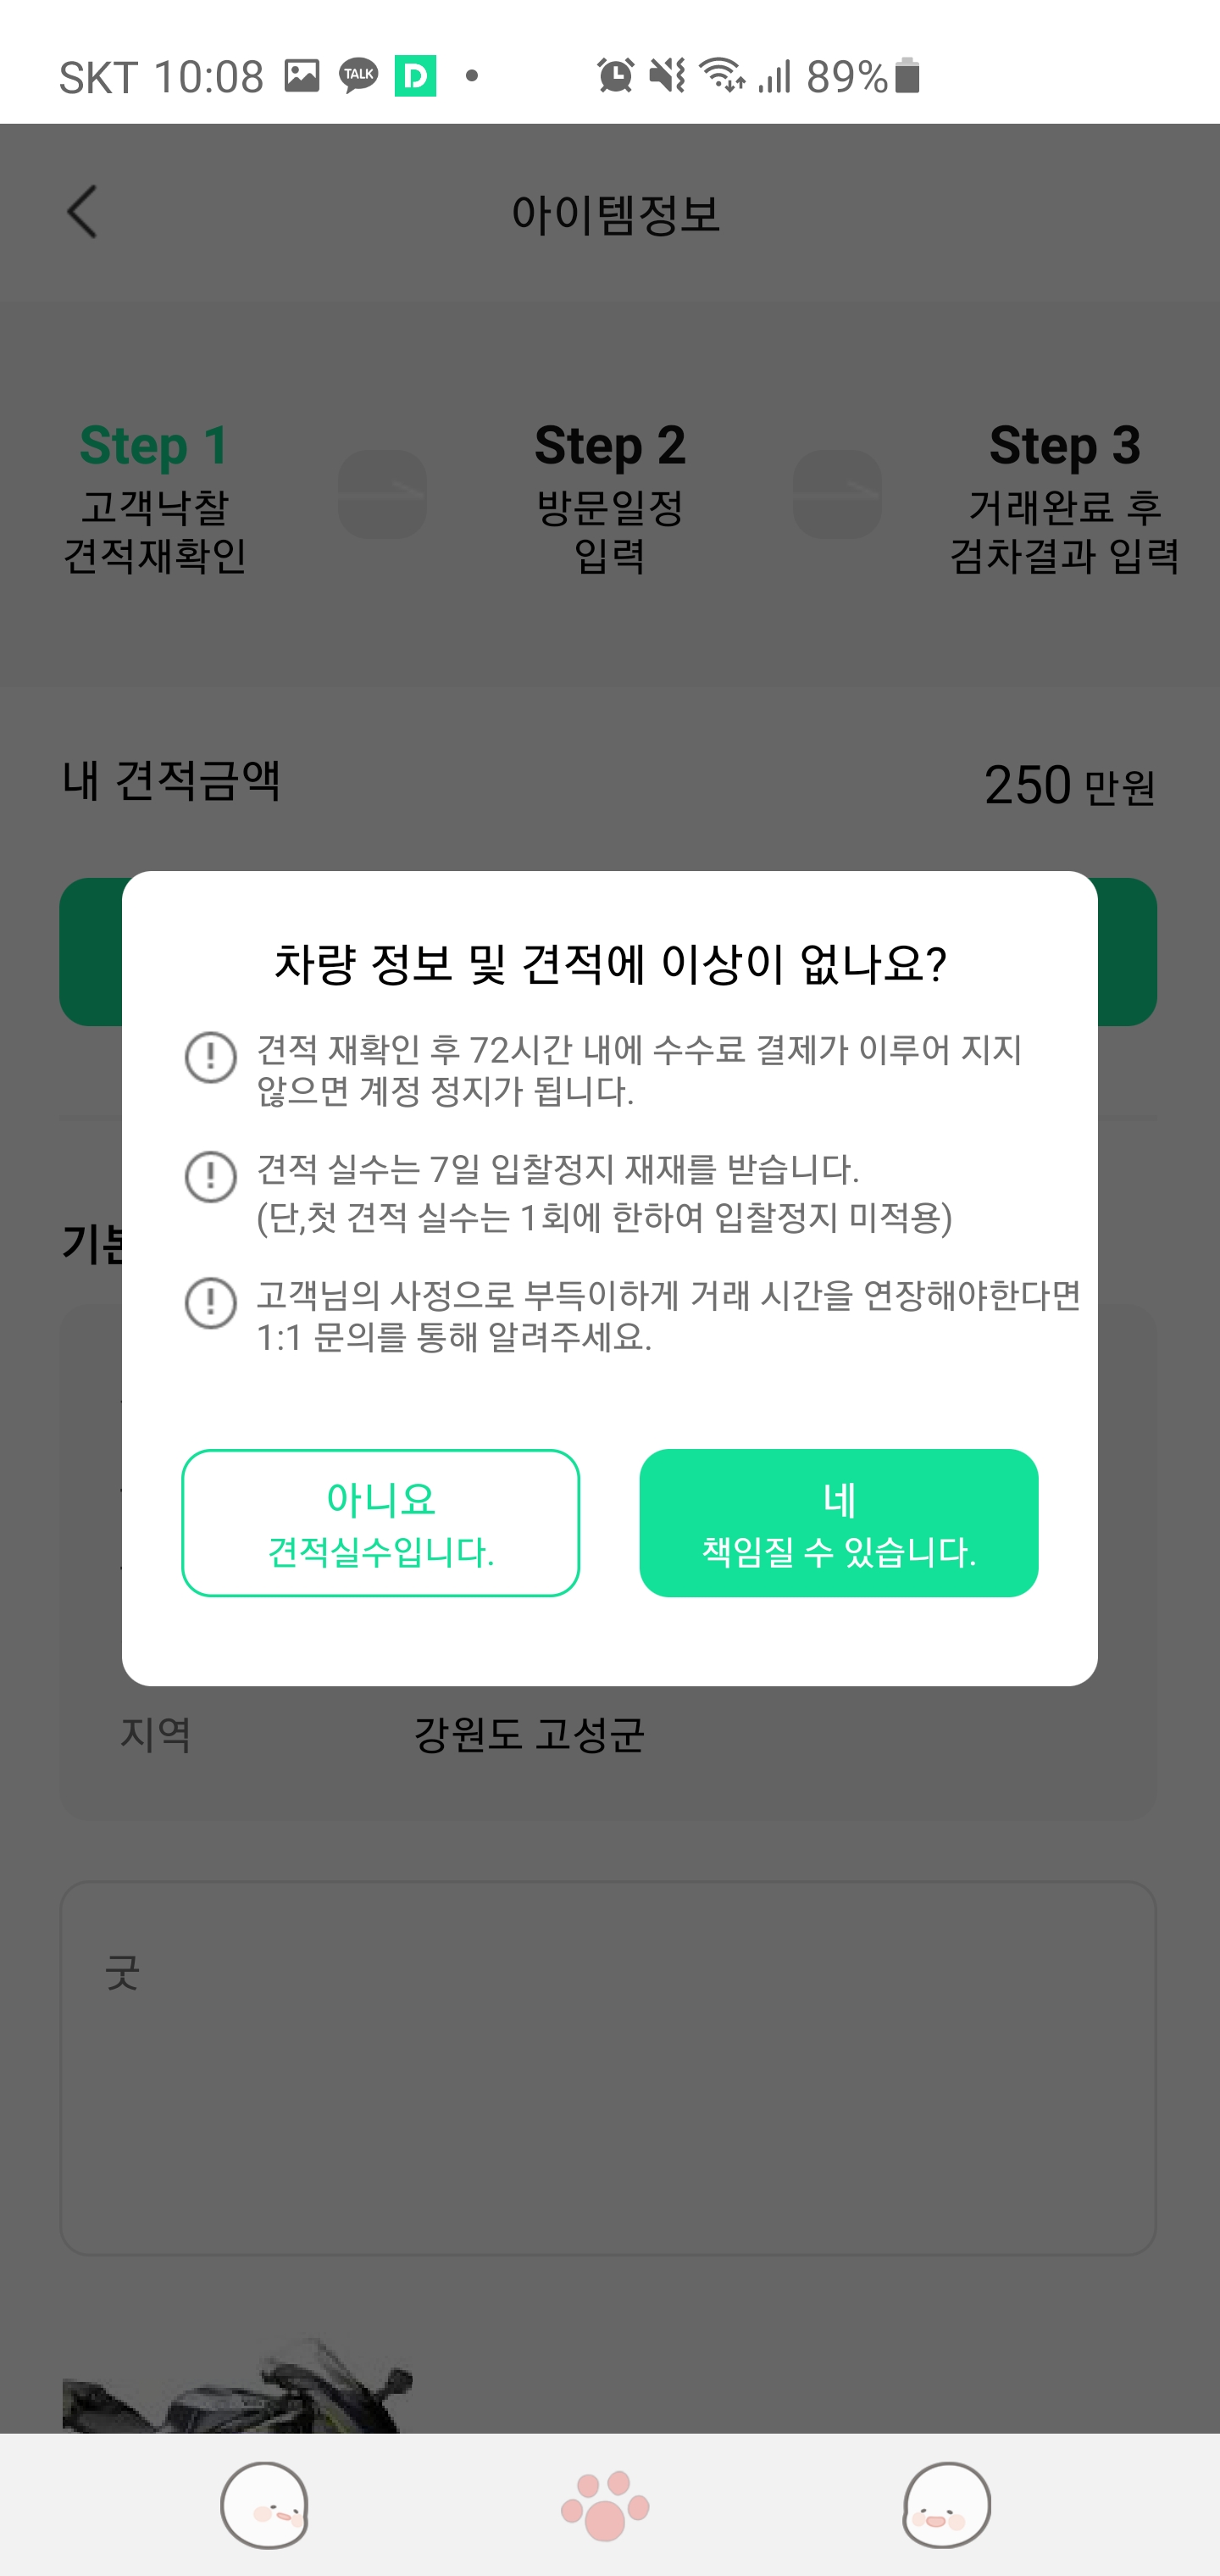 SKT 10:08 TALK D 89%
아이템정보
Step 1
고객낙찰
견적재확인
Step 2
방문일정
입력
Step 3
거래완료 후
검차결과 입력
내 견적금액
250 만원
차량 정보 및 견적에 이상이 없나요?
견적 재확인 후 72시간 내에 수수료 결제가 이루어 지지
않으면 계정 정지가 됩니다.
견적 실수는 7일 입찰정지 재재를 받습니다.
(단,첫 견적 실수는 1회에 한하여 입찰정지 미적용)
고객님의 사정으로 부득이하게 거래 시간을 연장해야한다면
1:1 문의를 통해 알려주세요.
아니요
견적실수입니다.
네
책임질 수 있습니다.
지역 강원도 고성군
굿